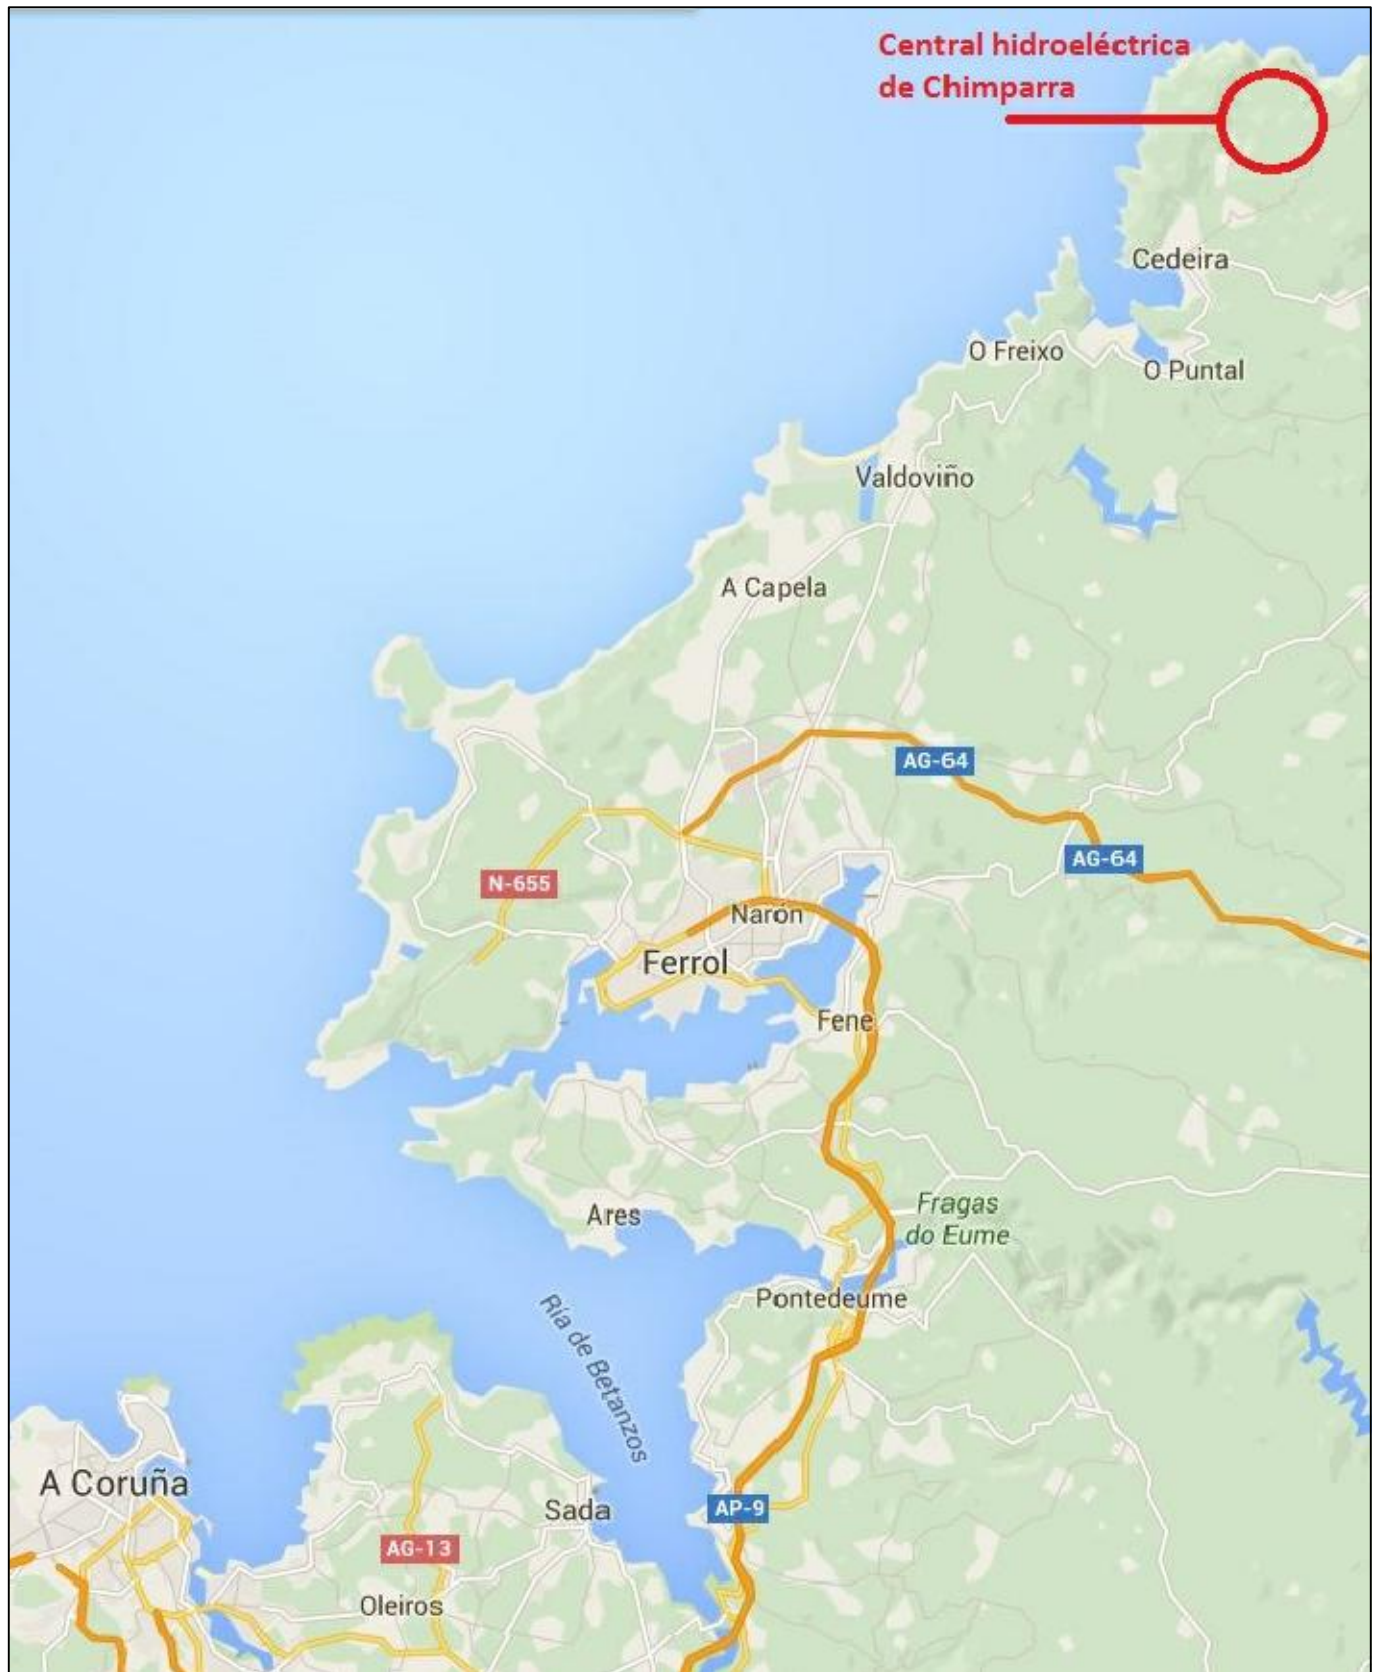 Central hidroeléctrica
de Chimparra
Cedeira
O Freixo
O Puntal
Valdoviño
A Capela
AG-64
AG-64
N-655
Narón
Ferrol
Fene
Fragas
do Eume
Ares
Pontedeume
Ría de Betanzos
A Coruña
Sada
AP-9
AG-13
Oleiros